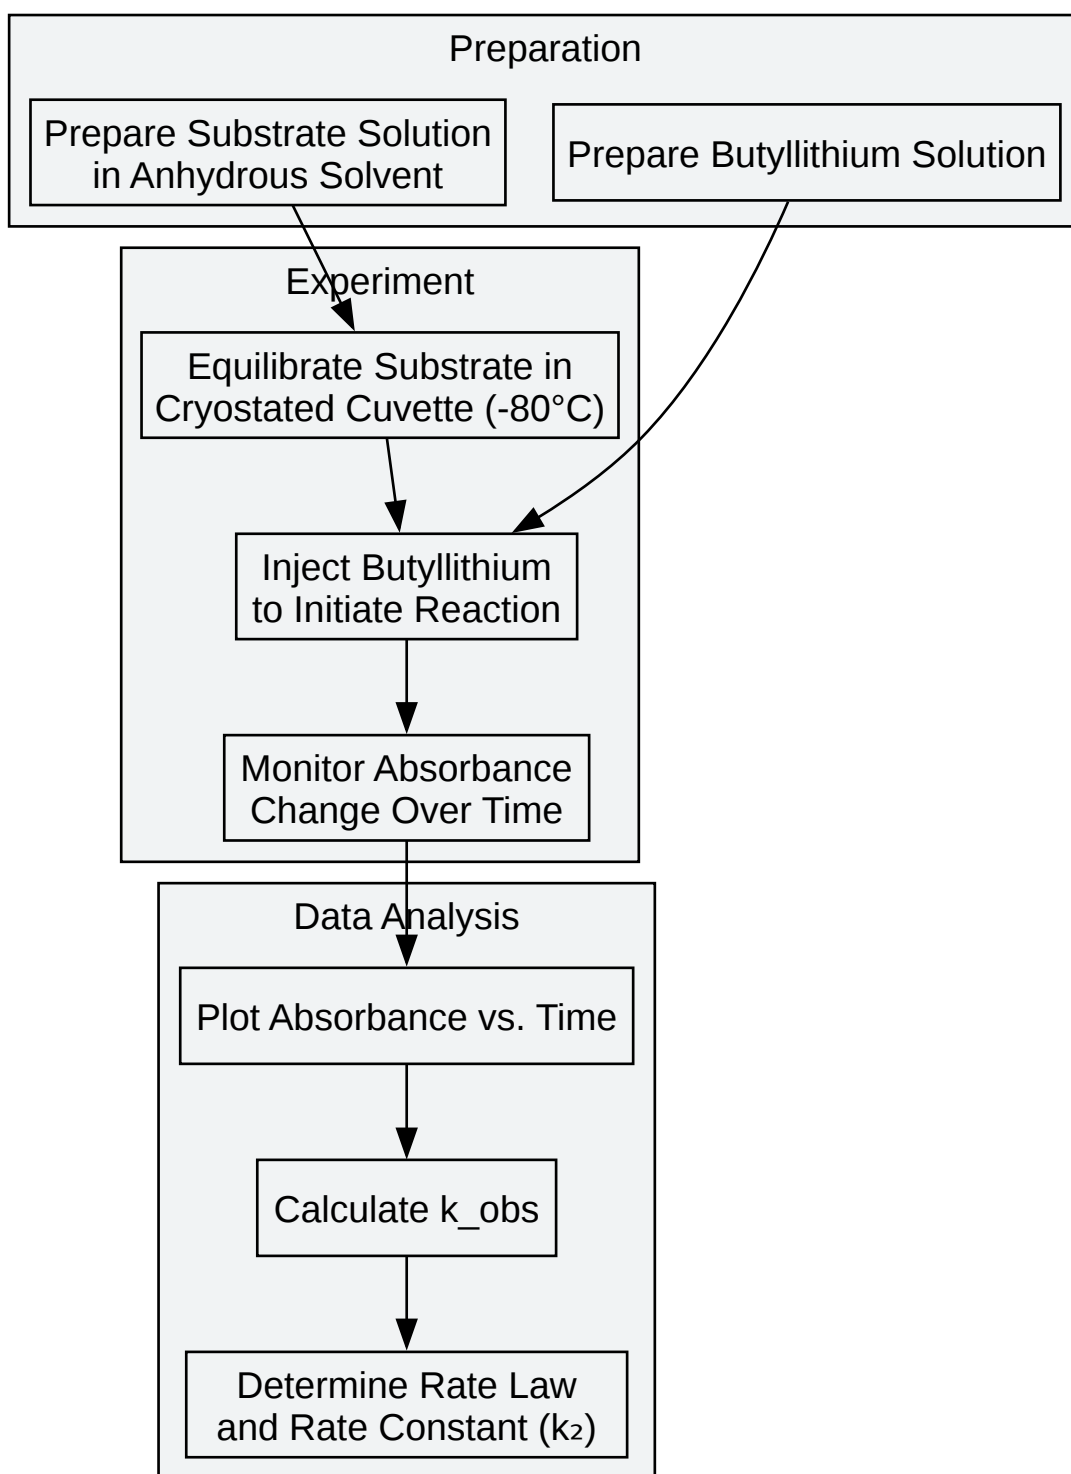 Preparation
Prepare Substrate Solution
in Anhydrous Solvent
Prepare Butyllithium Solution
Experiment
Equilibrate Substrate in
Cryostated Cuvette (-80°C)
Inject Butyllithium
to Initiate Reaction
Monitor Absorbance
Change Over Time
Data Analysis
Plot Absorbance vs. Time
Calculate k_obs
Determine Rate Law
and Rate Constant (k₂)